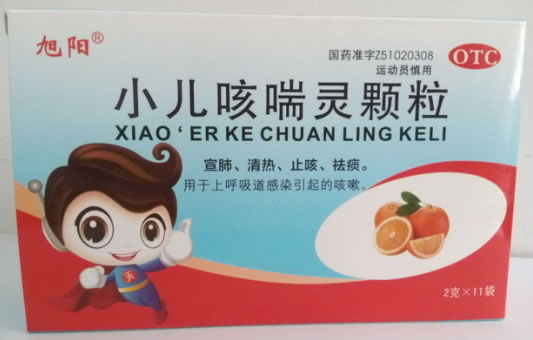 旭阳®
国药准字Z51020308
运动员慎用
OTC
小儿咳喘灵颗粒
XIAO 'ER KE CHUAN LING KELI
宣肺、清热、止咳、祛痰。
用于上呼吸道感染引起的咳嗽。
2克×11袋